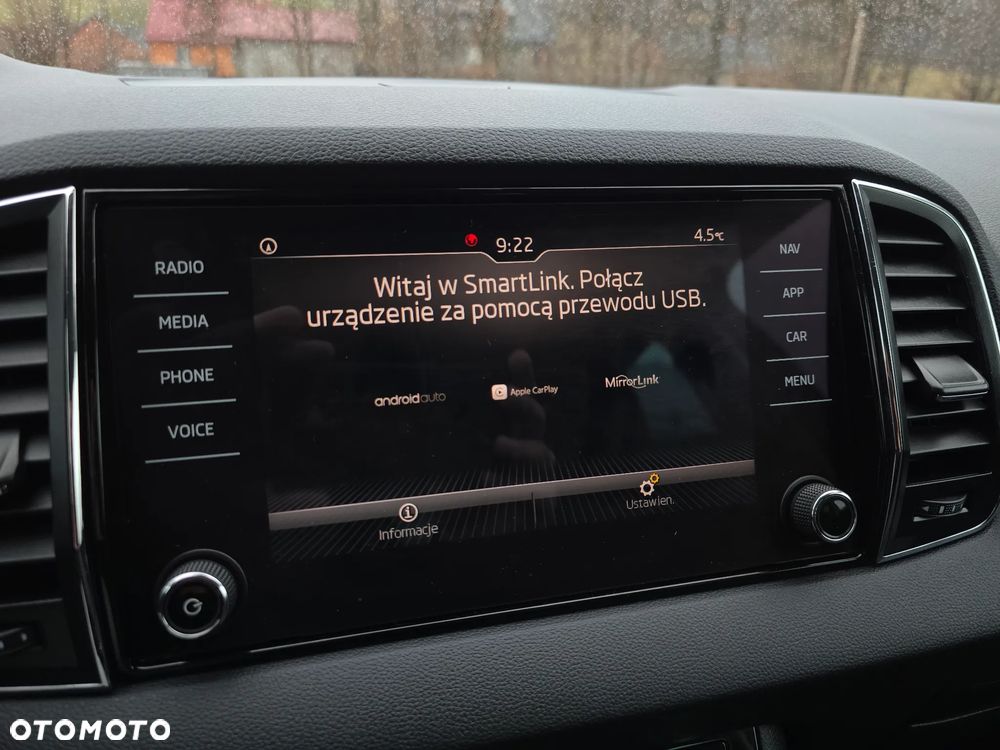 9:22
4.5°C
RADIO
MEDIA
PHONE
VOICE
Witaj w SmartLink. Połącz
urządzenie za pomocą przewodu USB.
androidauto
Apple CarPlay
MirrorLink
Informacje
Ustawien.
NAV
APP
CAR
MENU
OTOMOTO